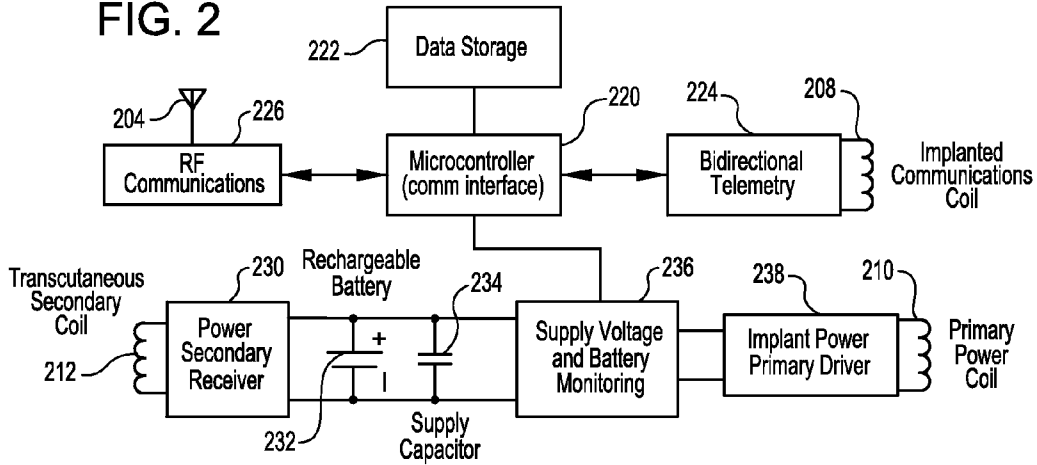 FIG. 2
222
Data Storage
204
226
220
224
208
RF
Communications
Microcontroller
(comm interface)
Bidirectional
Telemetry
Implanted
Communications
Coil
Transcutaneous
Secondary
Coil
230
Rechargeable
Battery
234
236
238
210
212
Power
Secondary
Receiver
+
Supply Voltage
and Battery
Monitoring
Implant Power
Primary Driver
Primary
Power
Coil
232
Supply
Capacitor